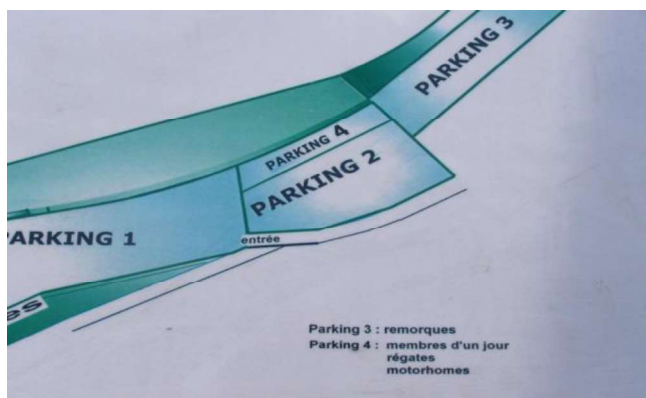 PARKING 3
PARKING 4
PARKING 2
PARKING 1
entrée
es
Parking 3 : remorques
Parking 4 : membres d'un jour
régates
motorhomes